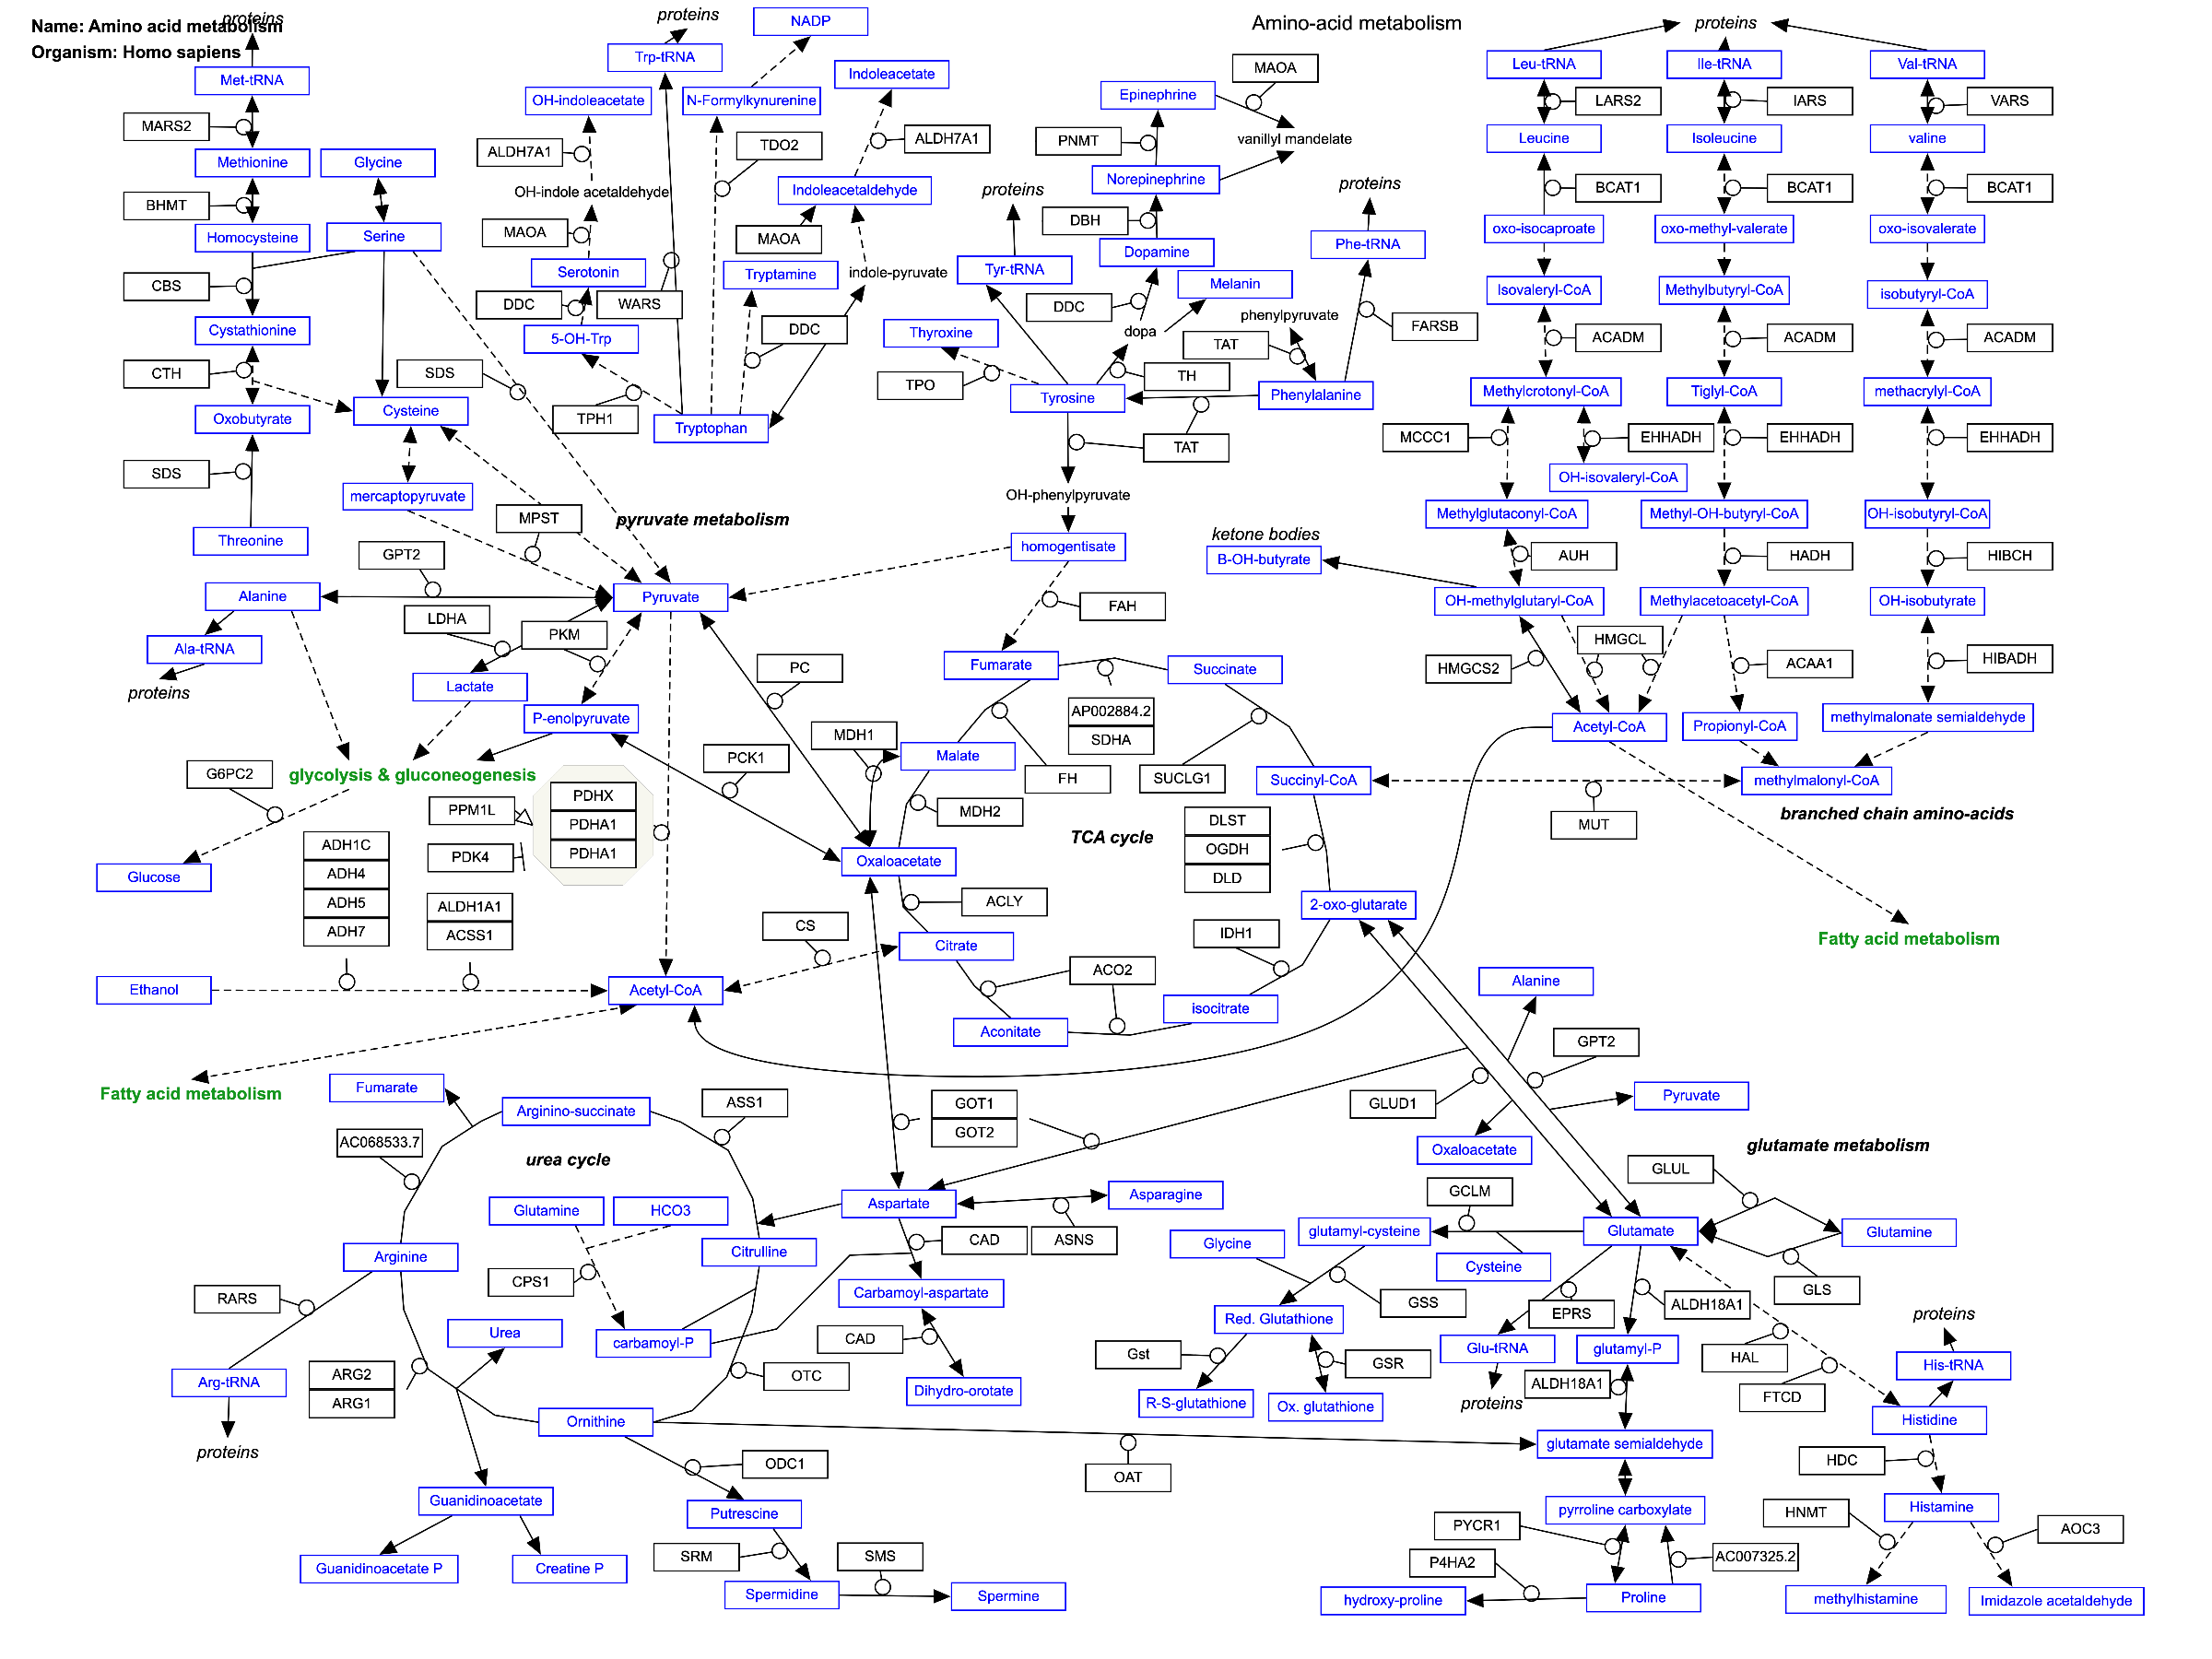 Name: Amino acid metabolism
Organism: Homo sapiens
Amino-acid metabolism
proteins
Met-tRNA
MARS2
Methionine
Glycine
BHMT
Homocysteine
Serine
CBS
Cystathionine
CTH
SDS
Oxobutyrate
Cysteine
SDS
mercaptopyruvate
Threonine
MPST
pyruvate metabolism
proteins
NADP
Trp-tRNA
Indoleacetate
OH-indoleacetate
N-Formylkynurenine
ALDH7A1
TDO2
ALDH7A1
OH-indole acetaldehyde
Indoleacetaldehyde
MAOA
MAOA
Serotonin
Tryptamine
indole-pyruvate
DDC
WARS
DDC
5-OH-Trp
TPH1
Tryptophan
MAOA
Epinephrine
PNMT
vanillyl mandelate
Norepinephrine
proteins
proteins
DBH
Dopamine
Phe-tRNA
Tyr-tRNA
Melanin
DDC
phenylpyruvate
Thyroxine
dopa
TAT
FARSB
TPO
TH
Tyrosine
Phenylalanine
TAT
OH-phenylpyruvate
homogentisate
FAH
proteins
Leu-tRNA
Ile-tRNA
Val-tRNA
LARS2
IARS
VARS
Leucine
Isoleucine
valine
BCAT1
BCAT1
BCAT1
oxo-isocaproate
oxo-methyl-valerate
oxo-isovalerate
Isovaleryl-CoA
Methylbutyryl-CoA
isobutyryl-CoA
ACADM
ACADM
ACADM
Methylcrotonyl-CoA
Tiglyl-CoA
methacrylyl-CoA
MCCC1
EHHADH
EHHADH
EHHADH
OH-isovaleryl-CoA
Methylglutaconyl-CoA
Methyl-OH-butyryl-CoA
OH-isobutyryl-CoA
ketone bodies
B-OH-butyrate
AUH
HADH
HIBCH
OH-methylglutaryl-CoA
Methylacetoacetyl-CoA
OH-isobutyrate
HMGCL
HMGCS2
ACAA1
HIBADH
Acetyl-CoA
Propionyl-CoA
methylmalonate semialdehyde
methylmalonyl-CoA
MUT
branched chain amino-acids
Fatty acid metabolism
GPT2
Alanine
Pyruvate
LDHA
PKM
Ala-tRNA
proteins
Lactate
P-enolpyruvate
PC
PCK1
glycolysis & gluconeogenesis
G6PC2
Glucose
PPM1L
PDK4
PDHX
PDHA1
PDHA1
ADH1C
ADH4
ADH5
ADH7
ALDH1A1
ACSS1
Ethanol
Acetyl-CoA
Fatty acid metabolism
Fumarate
Succinate
AP002884.2
SDHA
MDH1
Malate
FH
SUCLG1
Succinyl-CoA
MDH2
TCA cycle
DLST
OGDH
DLD
Oxaloacetate
ACLY
2-oxo-glutarate
CS
Citrate
IDH1
ACO2
isocitrate
Aconitate
Fumarate
Arginino-succinate
ASS1
AC068533.7
urea cycle
Glutamine
HCO3
Arginine
Citrulline
CPS1
RARS
Urea
carbamoyl-P
Arg-tRNA
ARG2
ARG1
OTC
proteins
Ornithine
ODC1
Guanidinoacetate
Putrescine
Guanidinoacetate P
Creatine P
SRM
SMS
Spermidine
Spermine
GOT1
GOT2
Aspartate
Asparagine
CAD
ASNS
Carbamoyl-aspartate
CAD
Dihydro-orotate
OAT
Alanine
GPT2
GLUD1
Pyruvate
Oxaloacetate
glutamate metabolism
GLUL
GCLM
glutamyl-cysteine
Glutamate
Glutamine
Glycine
Cysteine
GLS
GSS
EPRS
ALDH18A1
Red. Glutathione
Glu-tRNA
glutamyl-P
HAL
proteins
His-tRNA
Gst
GSR
ALDH18A1
FTCD
R-S-glutathione
Ox. glutathione
proteins
Histidine
glutamate semialdehyde
HDC
pyrroline carboxylate
Histamine
PYCR1
HNMT
AOC3
P4HA2
AC007325.2
hydroxy-proline
Proline
methylhistamine
Imidazole acetaldehyde